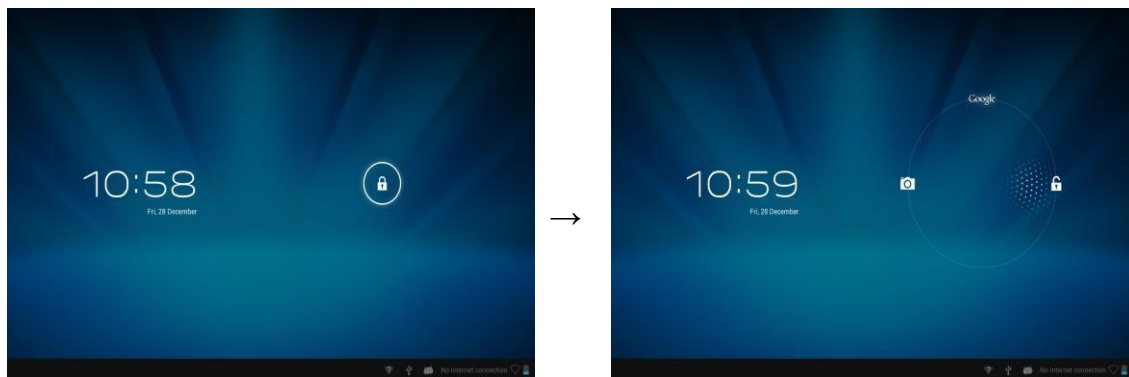 10:58
Fri, 28 December
No Internet connection
→
Google
10:59
Fri, 28 December
No Internet connection